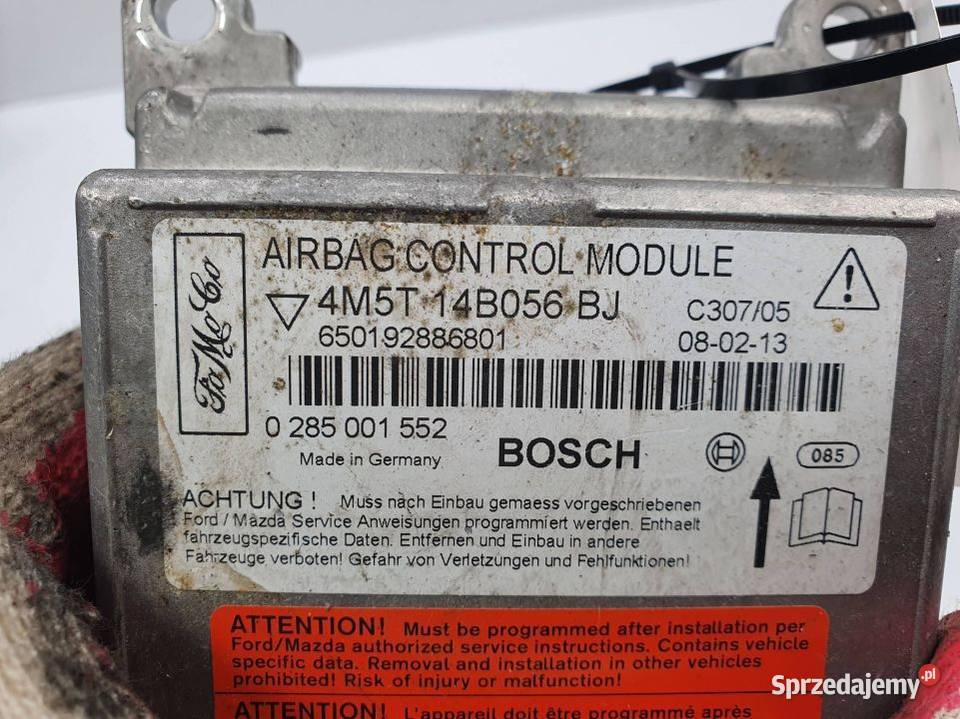 FoMoCo
AIRBAG CONTROL MODULE
4M5T 14B056 BJ
C307/05
650192886801
08-02-13
0 285 001 552
Made in Germany
BOSCH
085
ACHTUNG ! Muss nach Einbau gemaess vorgeschriebenen
Ford / Mazda Service Anweisungen programmiert werden. Enthaelt
fahrzeugspezifische Daten. Entfernen und Einbau in andere
Fahrzeuge verboten! Gefahr von Verletzungen und Fehlfunktionen!
ATTENTION! Must be programmed after installation per
Ford/Mazda authorized service instructions. Contains vehicle
specific data. Removal and installation in other vehicles
prohibited! Risk of injury or malfunction!
ATTENTION! L'appareil doit être programmé après
Sprzedajemy.pl